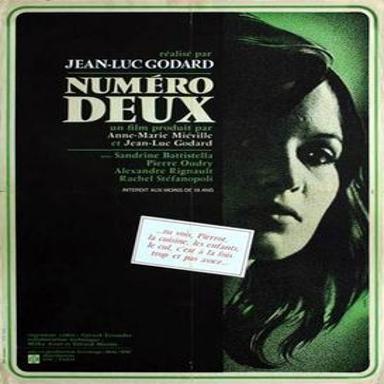 réalisé par
JEAN-LUC GODARD
NUMÉRO
DEUX
un film produit par
Anne-Marie Miéville
et Jean-Luc Godard
avec Sandrine Battistella
Pierre Oudry
Alexandre Rignault
Rachel Stéfanopoli
INTERDIT AUX MOINS DE 18 ANS
...tu vois, Pierrot,
la cuisine, les enfants,
le cul, c'est à la fois
trop et pas assez...